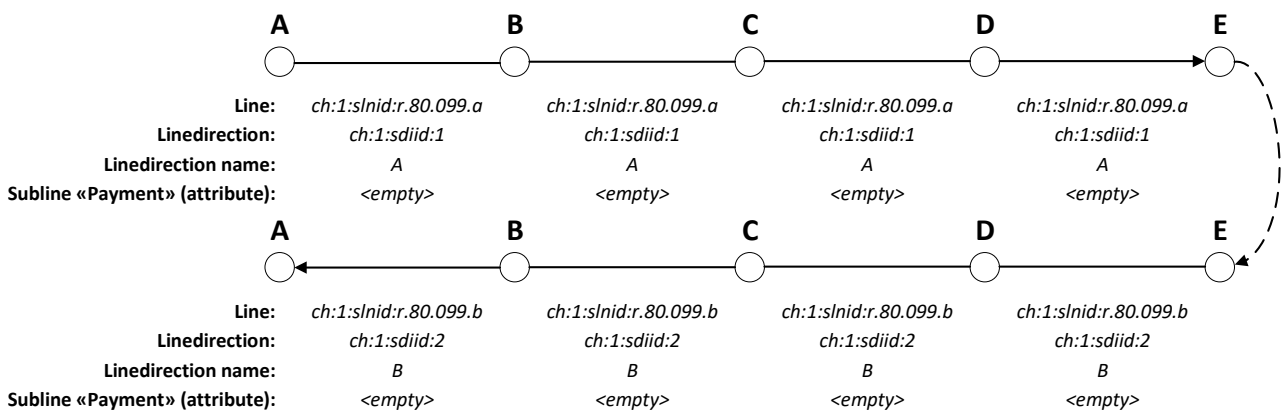 A B C D E
Line: ch:1:slnid:r.80.099.a ch:1:slnid:r.80.099.a ch:1:slnid:r.80.099.a ch:1:slnid:r.80.099.a
Linedirection: ch:1:sdiid:1 ch:1:sdiid:1 ch:1:sdiid:1 ch:1:sdiid:1
Linedirection name: A A A A
Subline «Payment» (attribute): <empty> <empty> <empty> <empty>
A B C D E
Line: ch:1:slnid:r.80.099.b ch:1:slnid:r.80.099.b ch:1:slnid:r.80.099.b ch:1:slnid:r.80.099.b
Linedirection: ch:1:sdiid:2 ch:1:sdiid:2 ch:1:sdiid:2 ch:1:sdiid:2
Linedirection name: B B B B
Subline «Payment» (attribute): <empty> <empty> <empty> <empty>